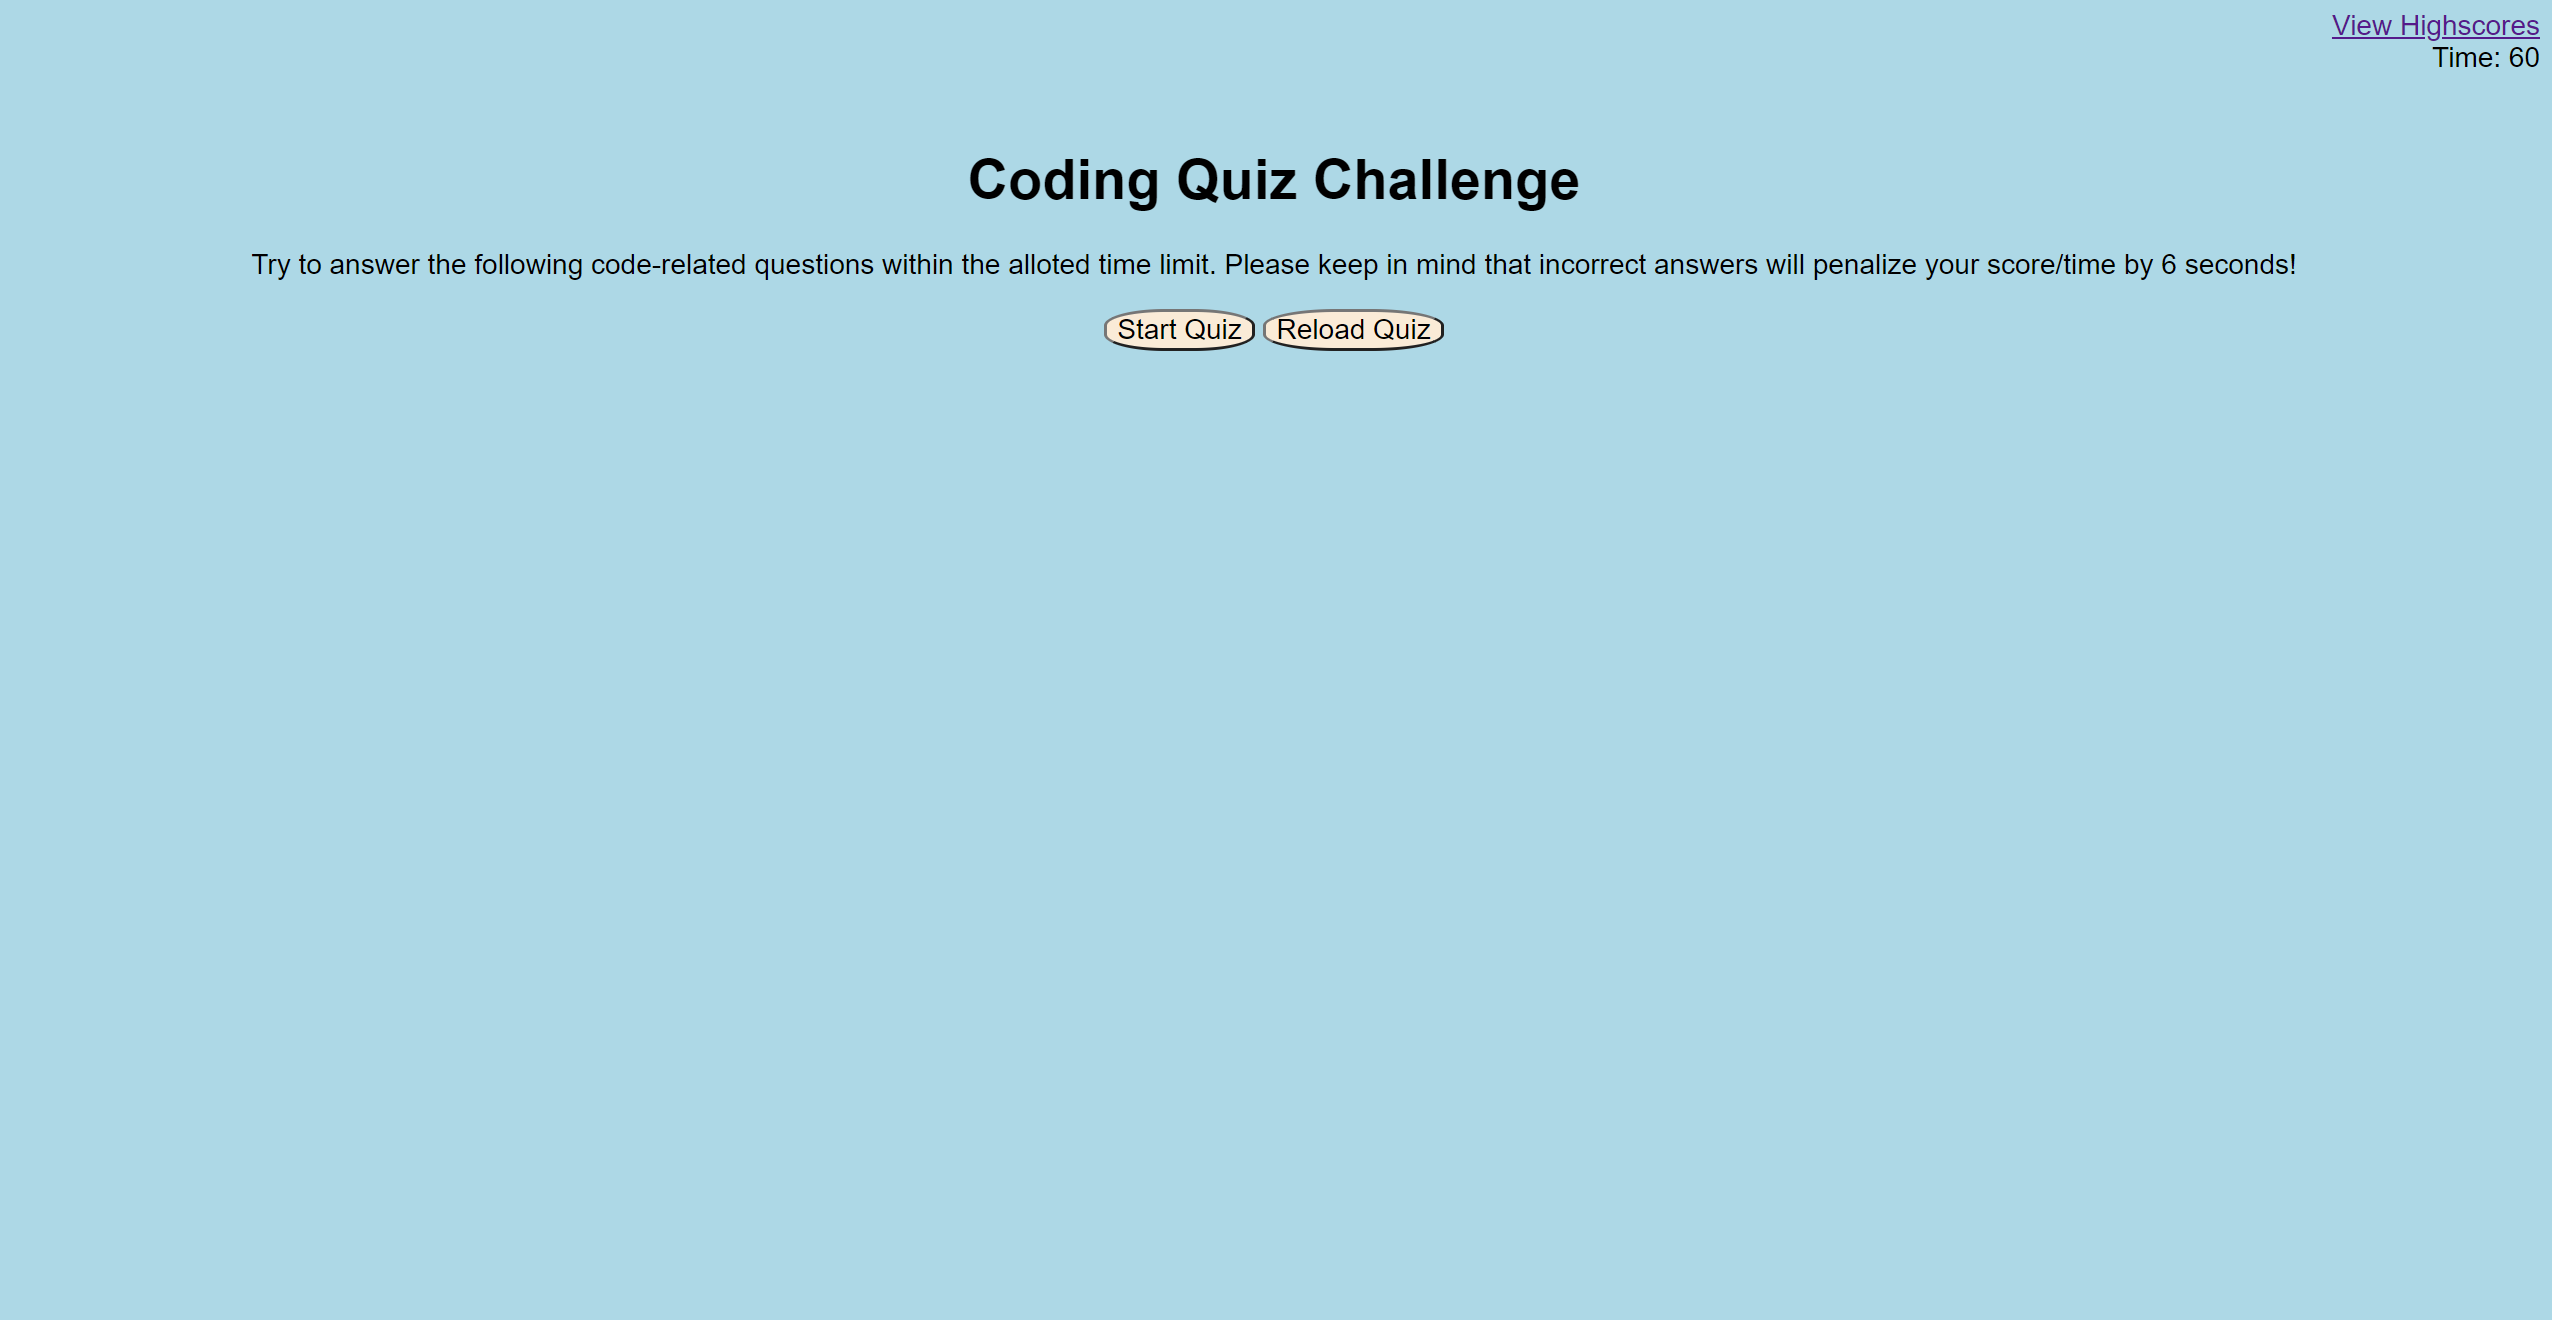 View Highscores
Time: 60
Coding Quiz Challenge
Try to answer the following code-related questions within the alloted time limit. Please keep in mind that incorrect answers will penalize your score/time by 6 seconds!
Start Quiz Reload Quiz